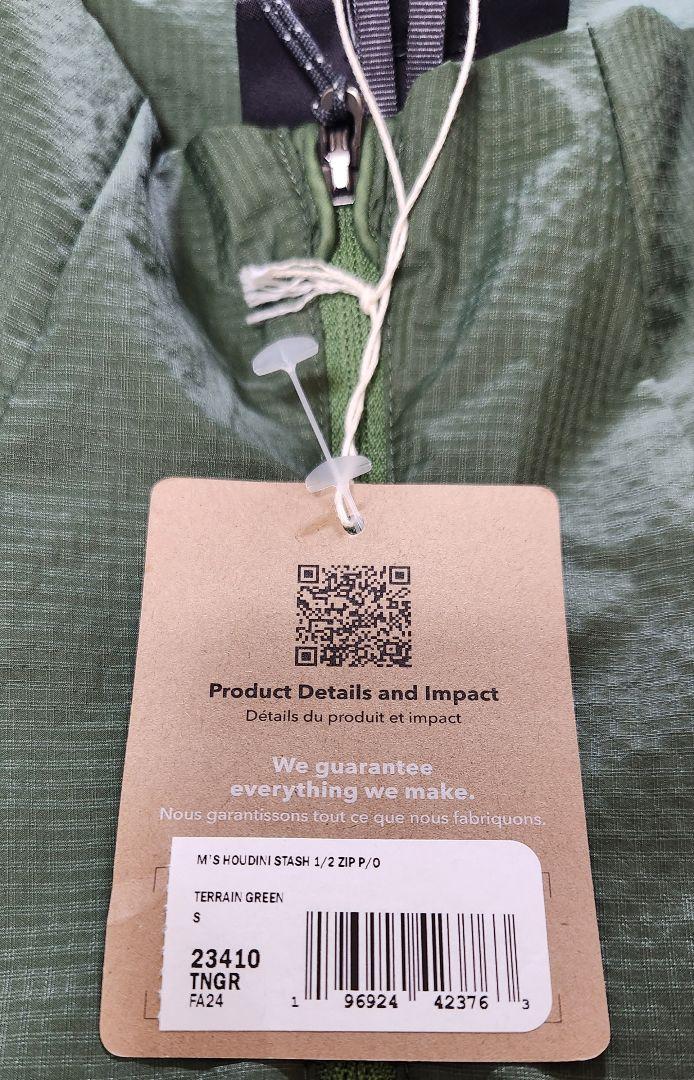 Product Details and Impact
Détails du produit et impact
We guarantee
everything we make.
Nous garantissons tout ce que nous fabriquons.
M'S HOUDINI STASH 1/2 ZIP P/O
TERRAIN GREEN
S
23410
TNGR
FA24
1 96924 42376 3